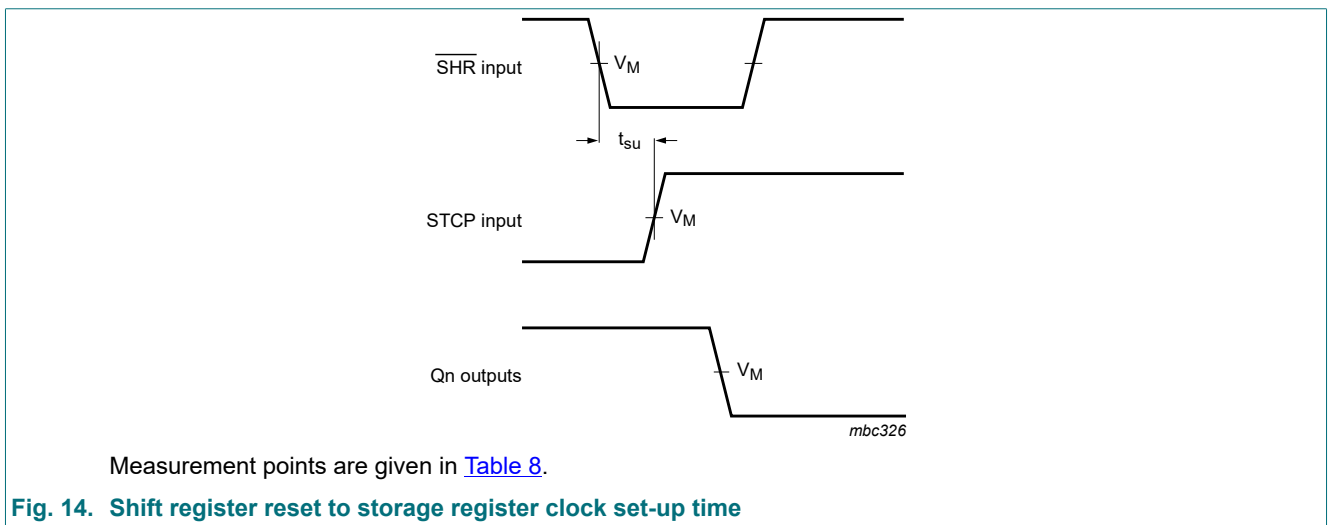 SHR input
VM
tsu
STCP input
VM
Qn outputs
VM
mbc326
Measurement points are given in Table 8.
Fig. 14. Shift register reset to storage register clock set-up time